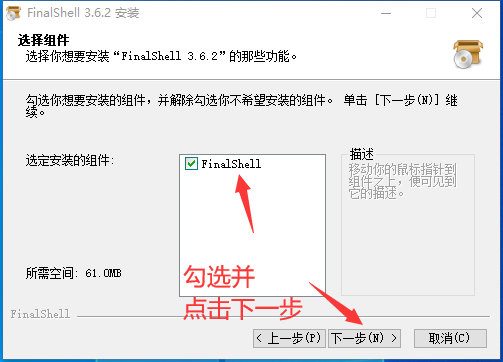 FinalShell 3.6.2 安装
选择组件
选择你想要安装“FinalShell 3.6.2”的那些功能。
勾选你想要安装的组件，并解除勾选你不希望安装的组件。 单击 [下一步(N)] 继
续。
选定安装的组件:
FinalShell
描述
移动你的鼠标指针到
组件之上，便可见到
它的描述。
所需空间: 61.0MB
勾选并
点击下一步
FinalShell
< 上一步(P)
下一步(N) >
取消(C)